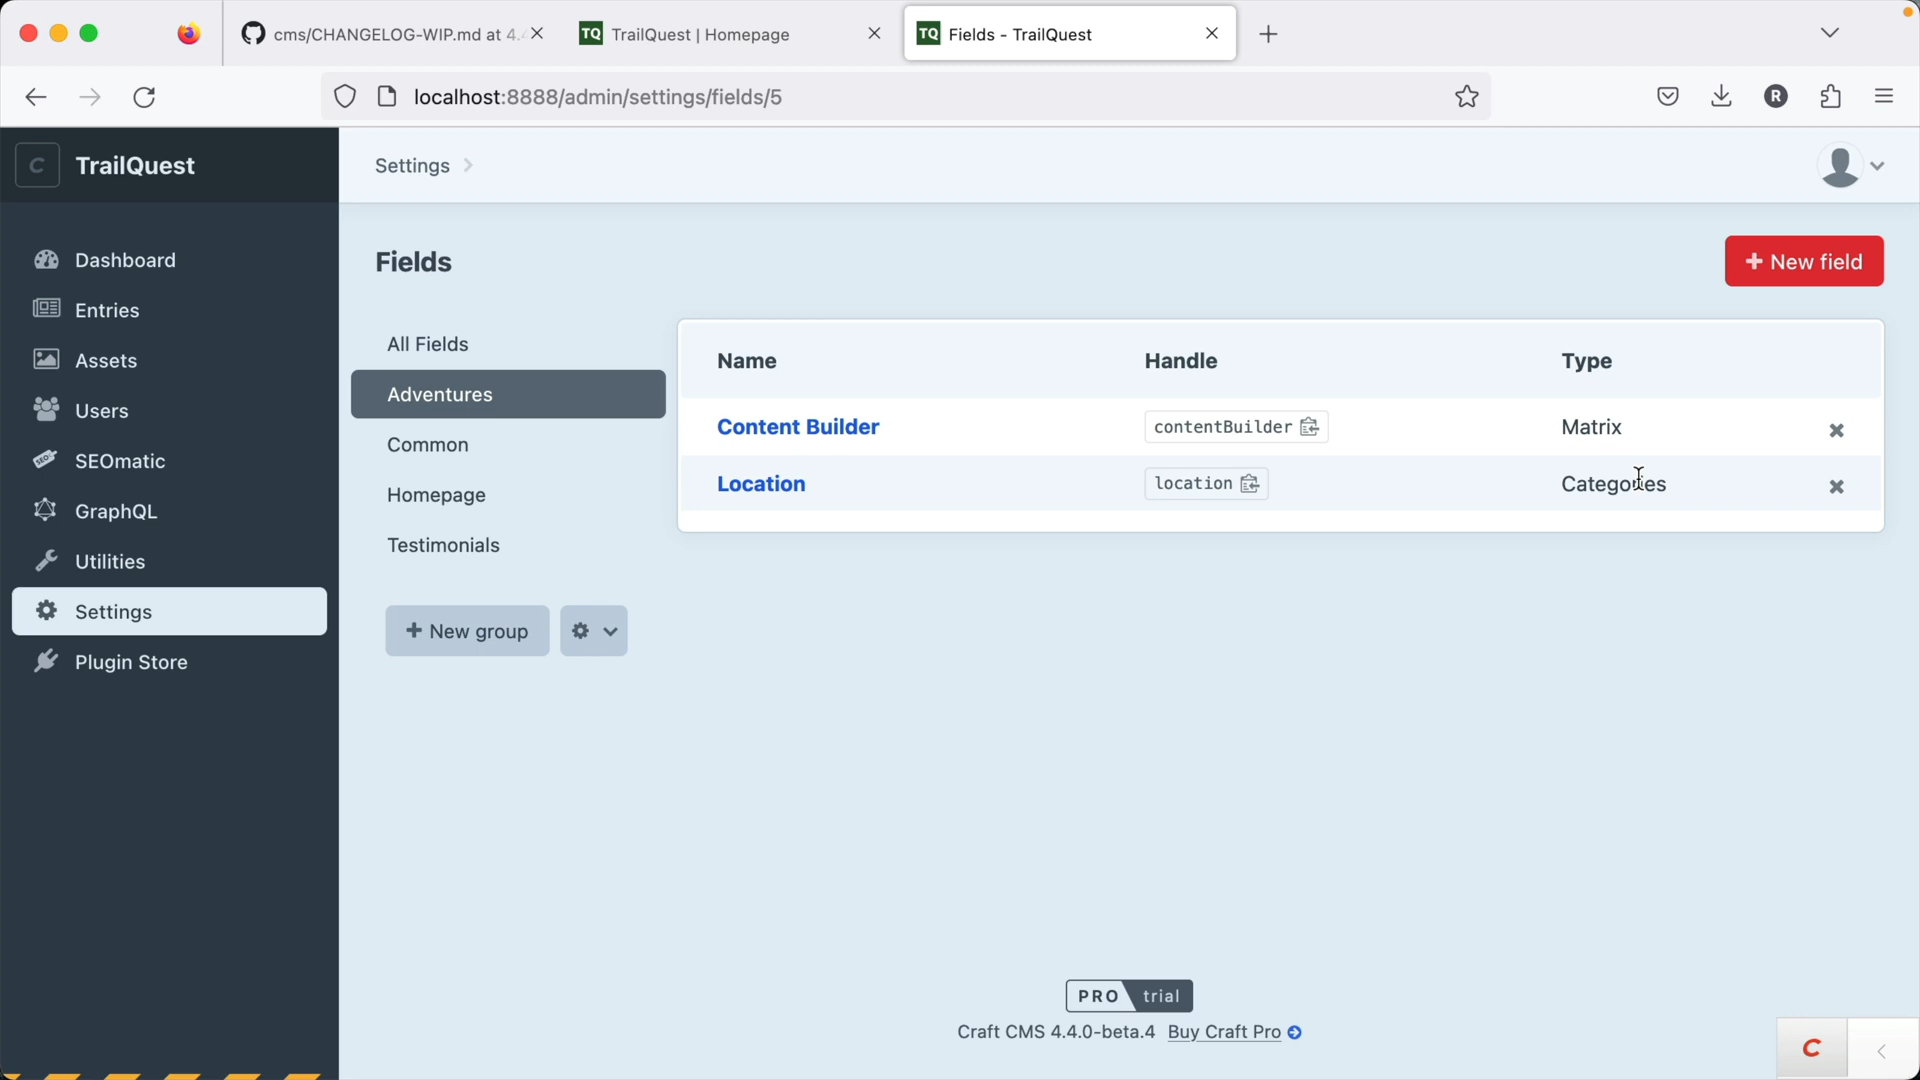 cms/CHANGELOG-WIP.md at 4.
TQ TrailQuest | Homepage
TQ Fields - TrailQuest
localhost:8888/admin/settings/fields/5
R
C TrailQuest
Settings
Dashboard
Entries
Assets
Users
SEO SEOmatic
GraphQL
Utilities
Settings
Plugin Store
Fields
+ New field
All Fields
Adventures
Common
Homepage
Testimonials
+ New group
Name Handle Type
Content Builder contentBuilder Matrix
Location location Categories
PRO trial
Craft CMS 4.4.0-beta.4 Buy Craft Pro
C